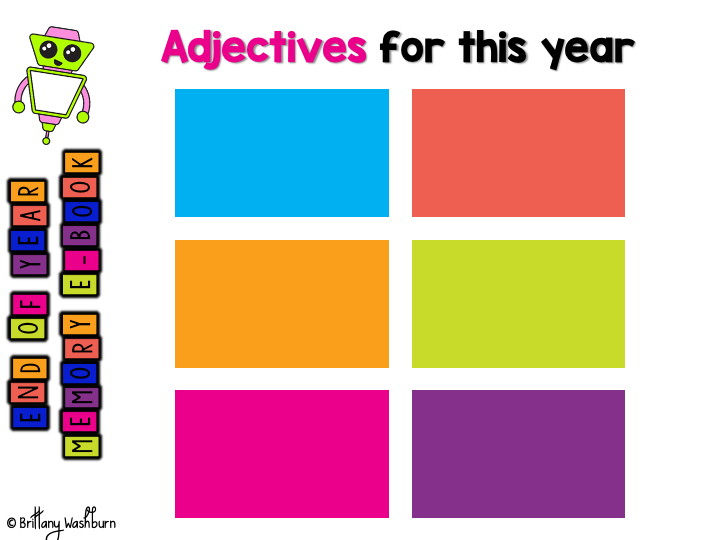 Adjectives for this year
END OF YEAR
MEMORY E-BOOK
© Brittany Washburn